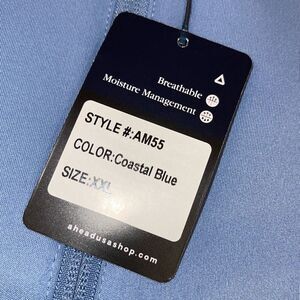 Breathable
Moisture Management
STYLE #:AM55
COLOR:Coastal Blue
SIZE:XXL
aheadusashop.com